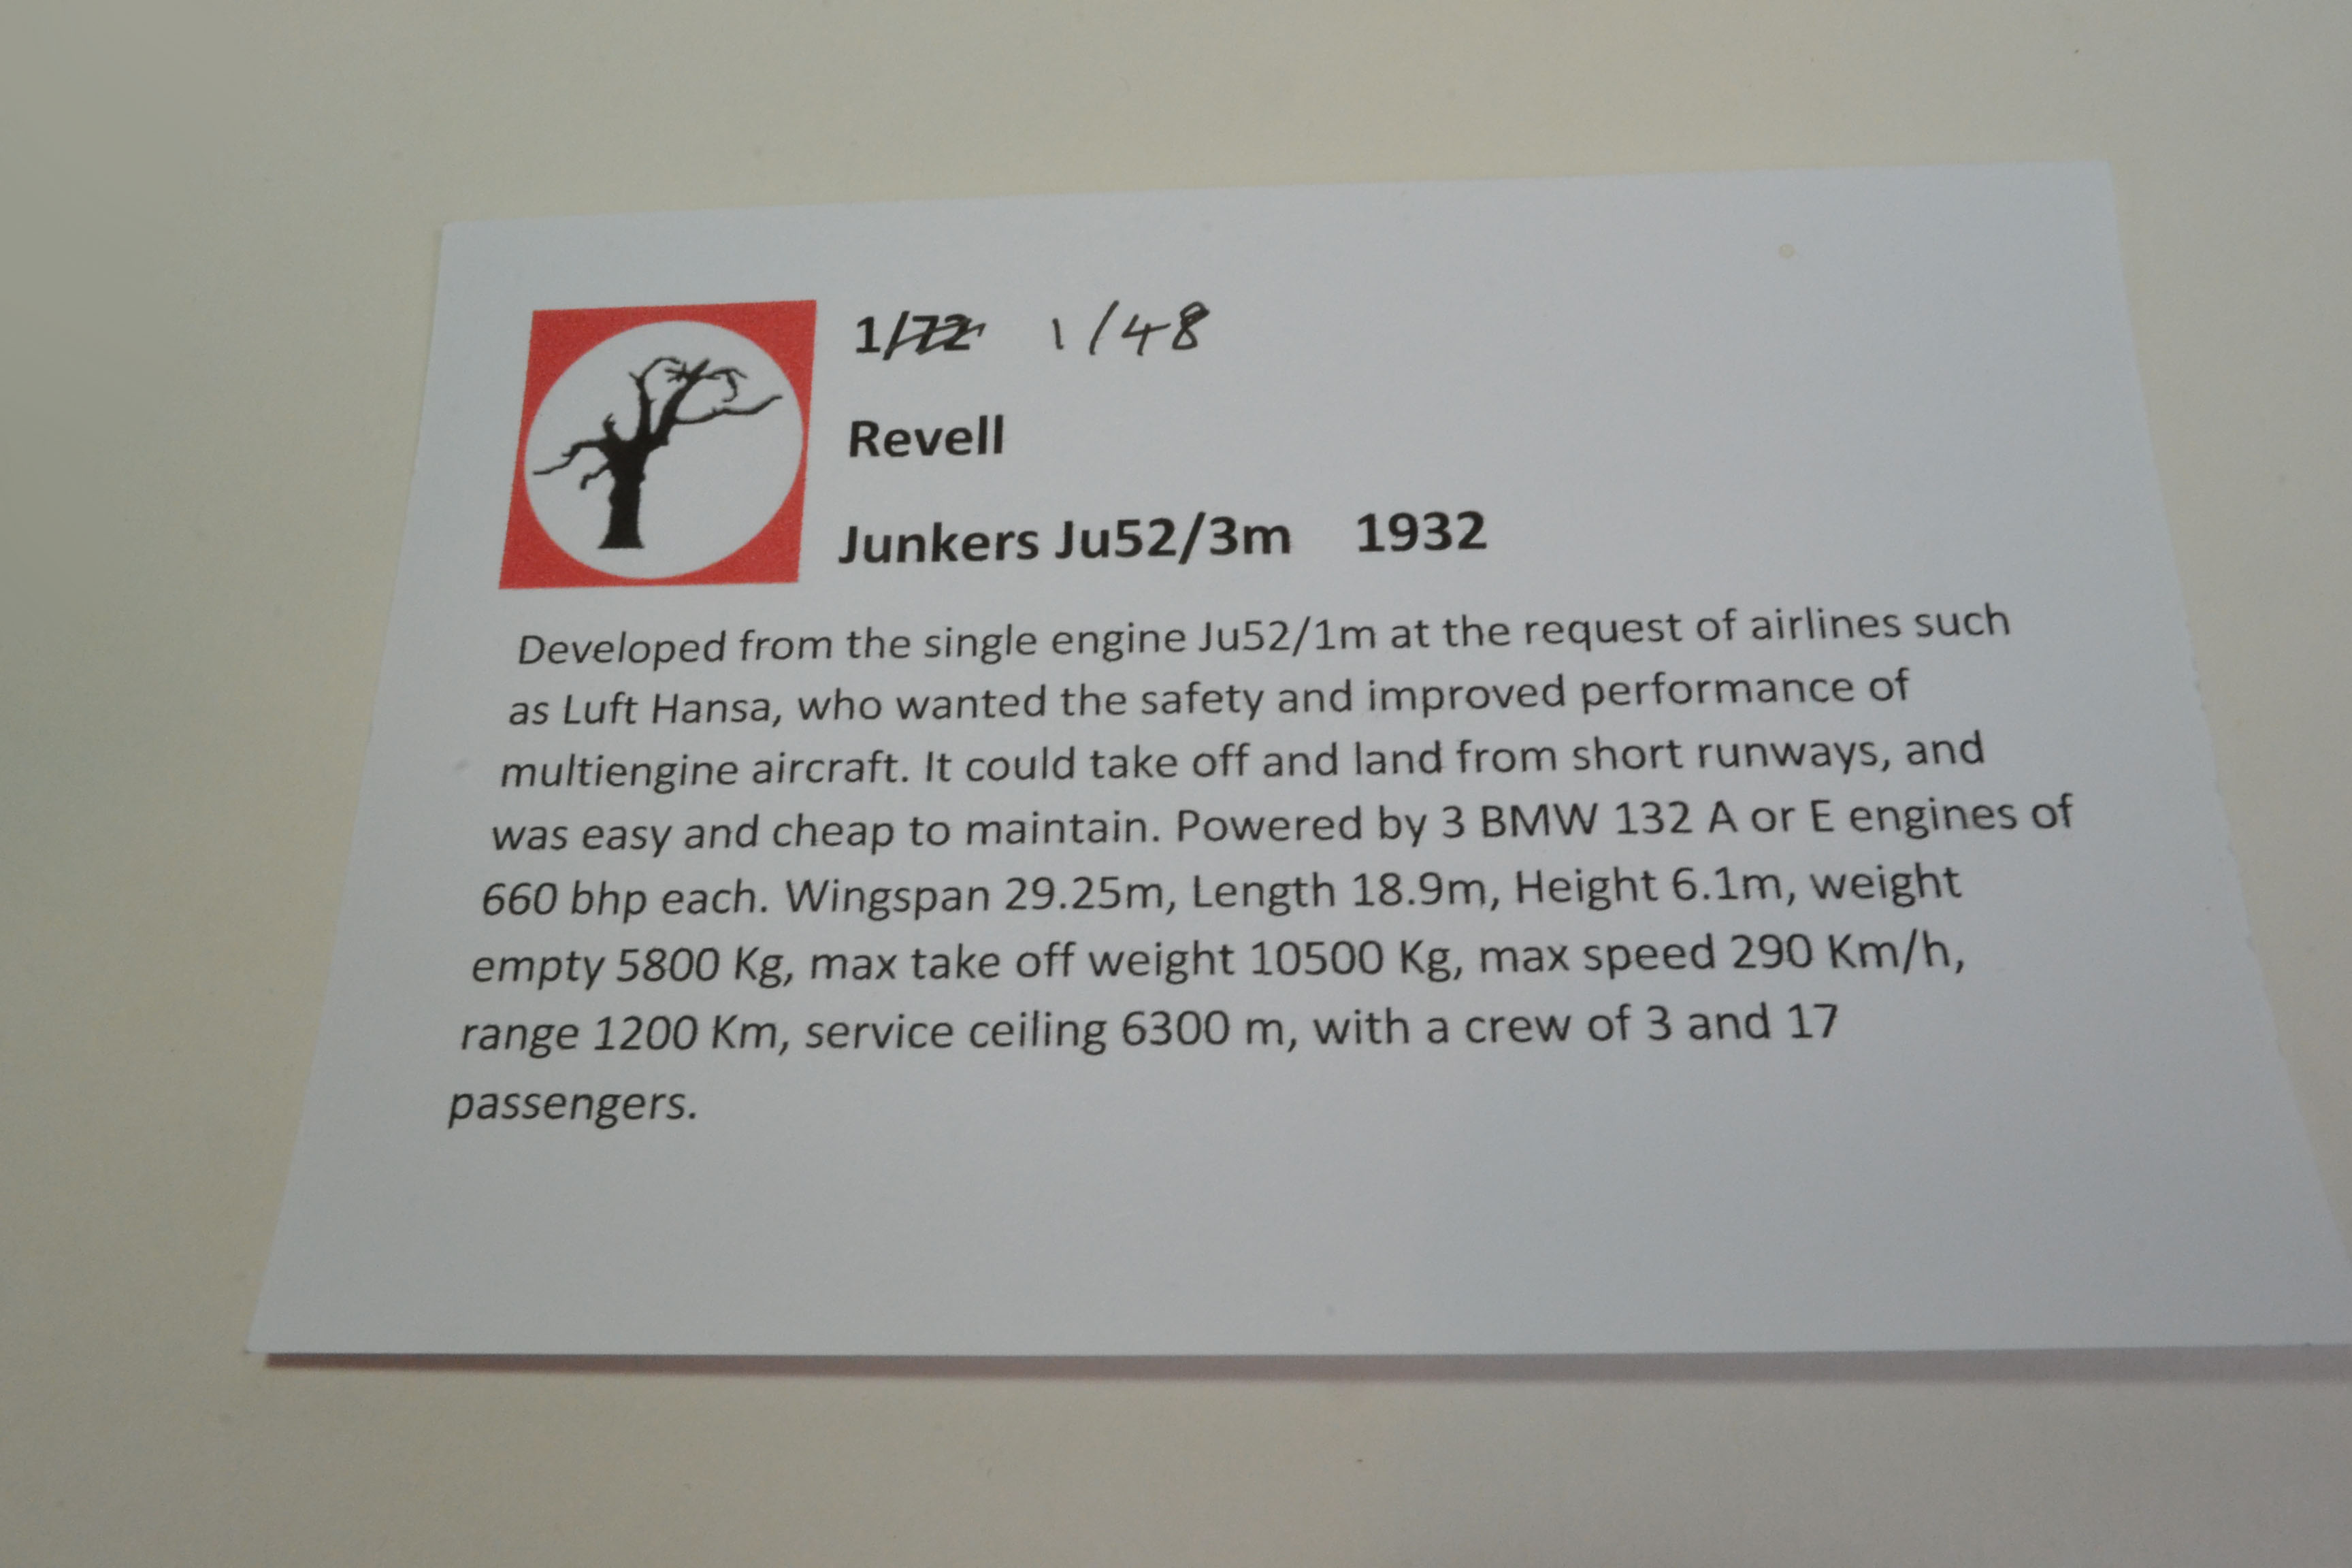 1/72 1/48
Revell
Junkers Ju52/3m 1932
Developed from the single engine Ju52/1m at the request of airlines such
as Luft Hansa, who wanted the safety and improved performance of
multiengine aircraft. It could take off and land from short runways, and
was easy and cheap to maintain. Powered by 3 BMW 132 A or E engines of
660 bhp each. Wingspan 29.25m, Length 18.9m, Height 6.1m, weight
empty 5800 Kg, max take off weight 10500 Kg, max speed 290 Km/h,
range 1200 Km, service ceiling 6300 m, with a crew of 3 and 17
passengers.